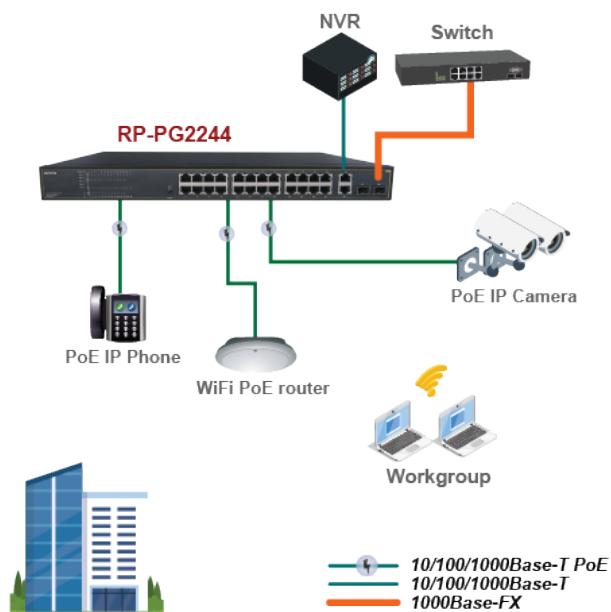 NVR
Switch
RP-PG2244
PoE IP Camera
PoE IP Phone
WiFi PoE router
Workgroup
10/100/1000Base-T PoE
10/100/1000Base-T
1000Base-FX